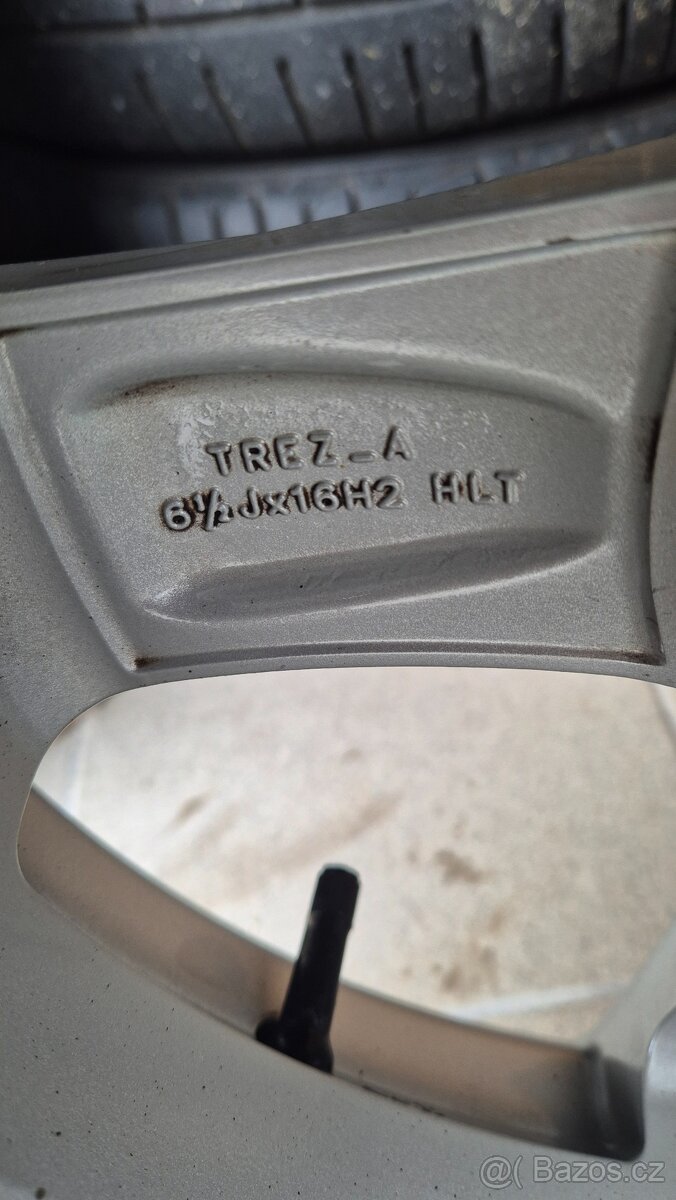 TREZ_A
6½Jx16H2 HLT
@( Bazos.cz